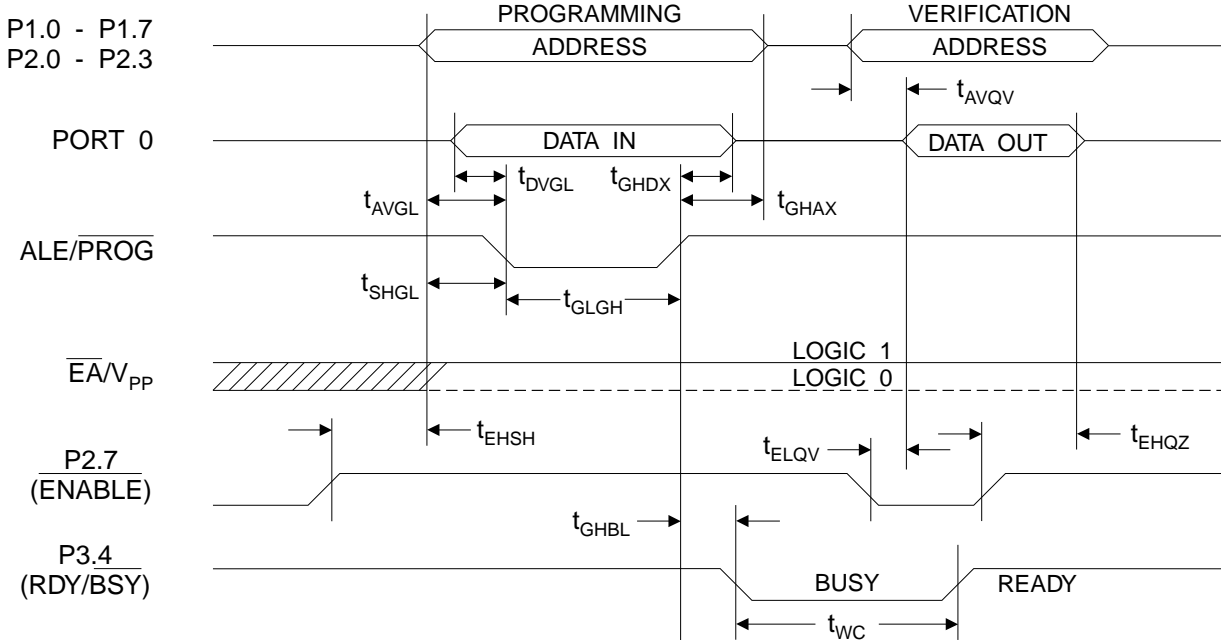 PROGRAMMING VERIFICATION
P1.0 - P1.7
P2.0 - P2.3
ADDRESS ADDRESS
tAVQV
PORT 0 DATA IN DATA OUT
tDVGL tGHDX
tAVGL tGHAX
ALE/PROG
tSHGL tGLGH
LOGIC 1
EA/VPP
LOGIC 0
tEHSH tELQV tEHQZ
P2.7
(ENABLE)
tGHBL
P3.4
(RDY/BSY)
BUSY READY
tWC